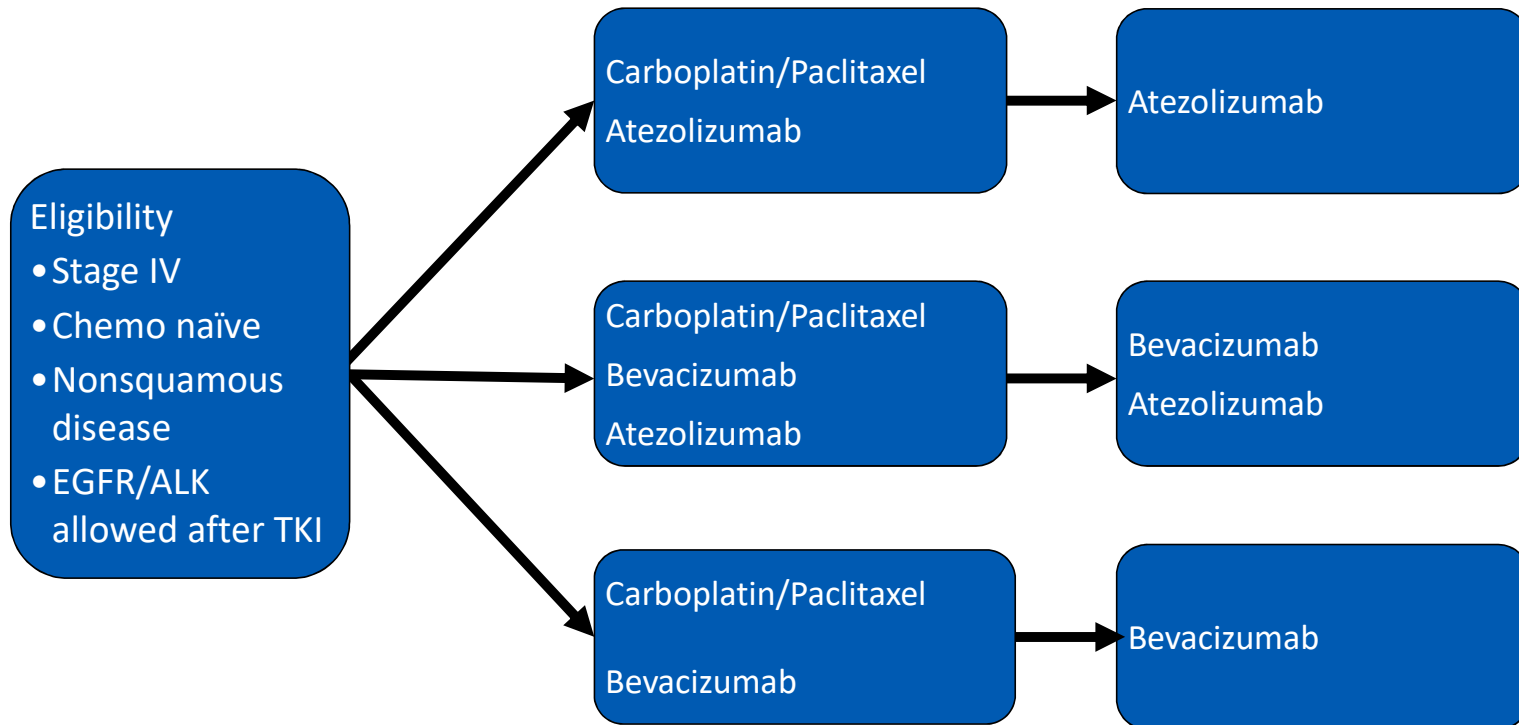 Eligibility
•Stage IV
•Chemo naïve
•Nonsquamous
disease
•EGFR/ALK
allowed after TKI
Carboplatin/Paclitaxel
Atezolizumab
Atezolizumab
Carboplatin/Paclitaxel
Bevacizumab
Atezolizumab
Bevacizumab
Atezolizumab
Carboplatin/Paclitaxel
Bevacizumab
Bevacizumab